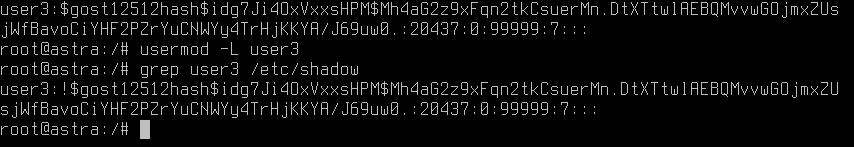 user3:$gost12512hash$idg7Ji4OxVxxsHPM$Mh4aG2z9xFqn2tkCsuerMn.DtXTtwlAEBQMvvwGOjmxZUs
jWfBavoCiYHF2PZrYuCNWYy4TrHjKKYA/J69uw0.:20437:0:99999:7:::
root@astra:/# usermod -L user3
root@astra:/# grep user3 /etc/shadow
user3:!$gost12512hash$idg7Ji4OxVxxsHPM$Mh4aG2z9xFqn2tkCsuerMn.DtXTtwlAEBQMvvwGOjmxZU
sjWfBavoCiYHF2PZrYuCNWYy4TrHjKKYA/J69uw0.:20437:0:99999:7:::
root@astra:/#